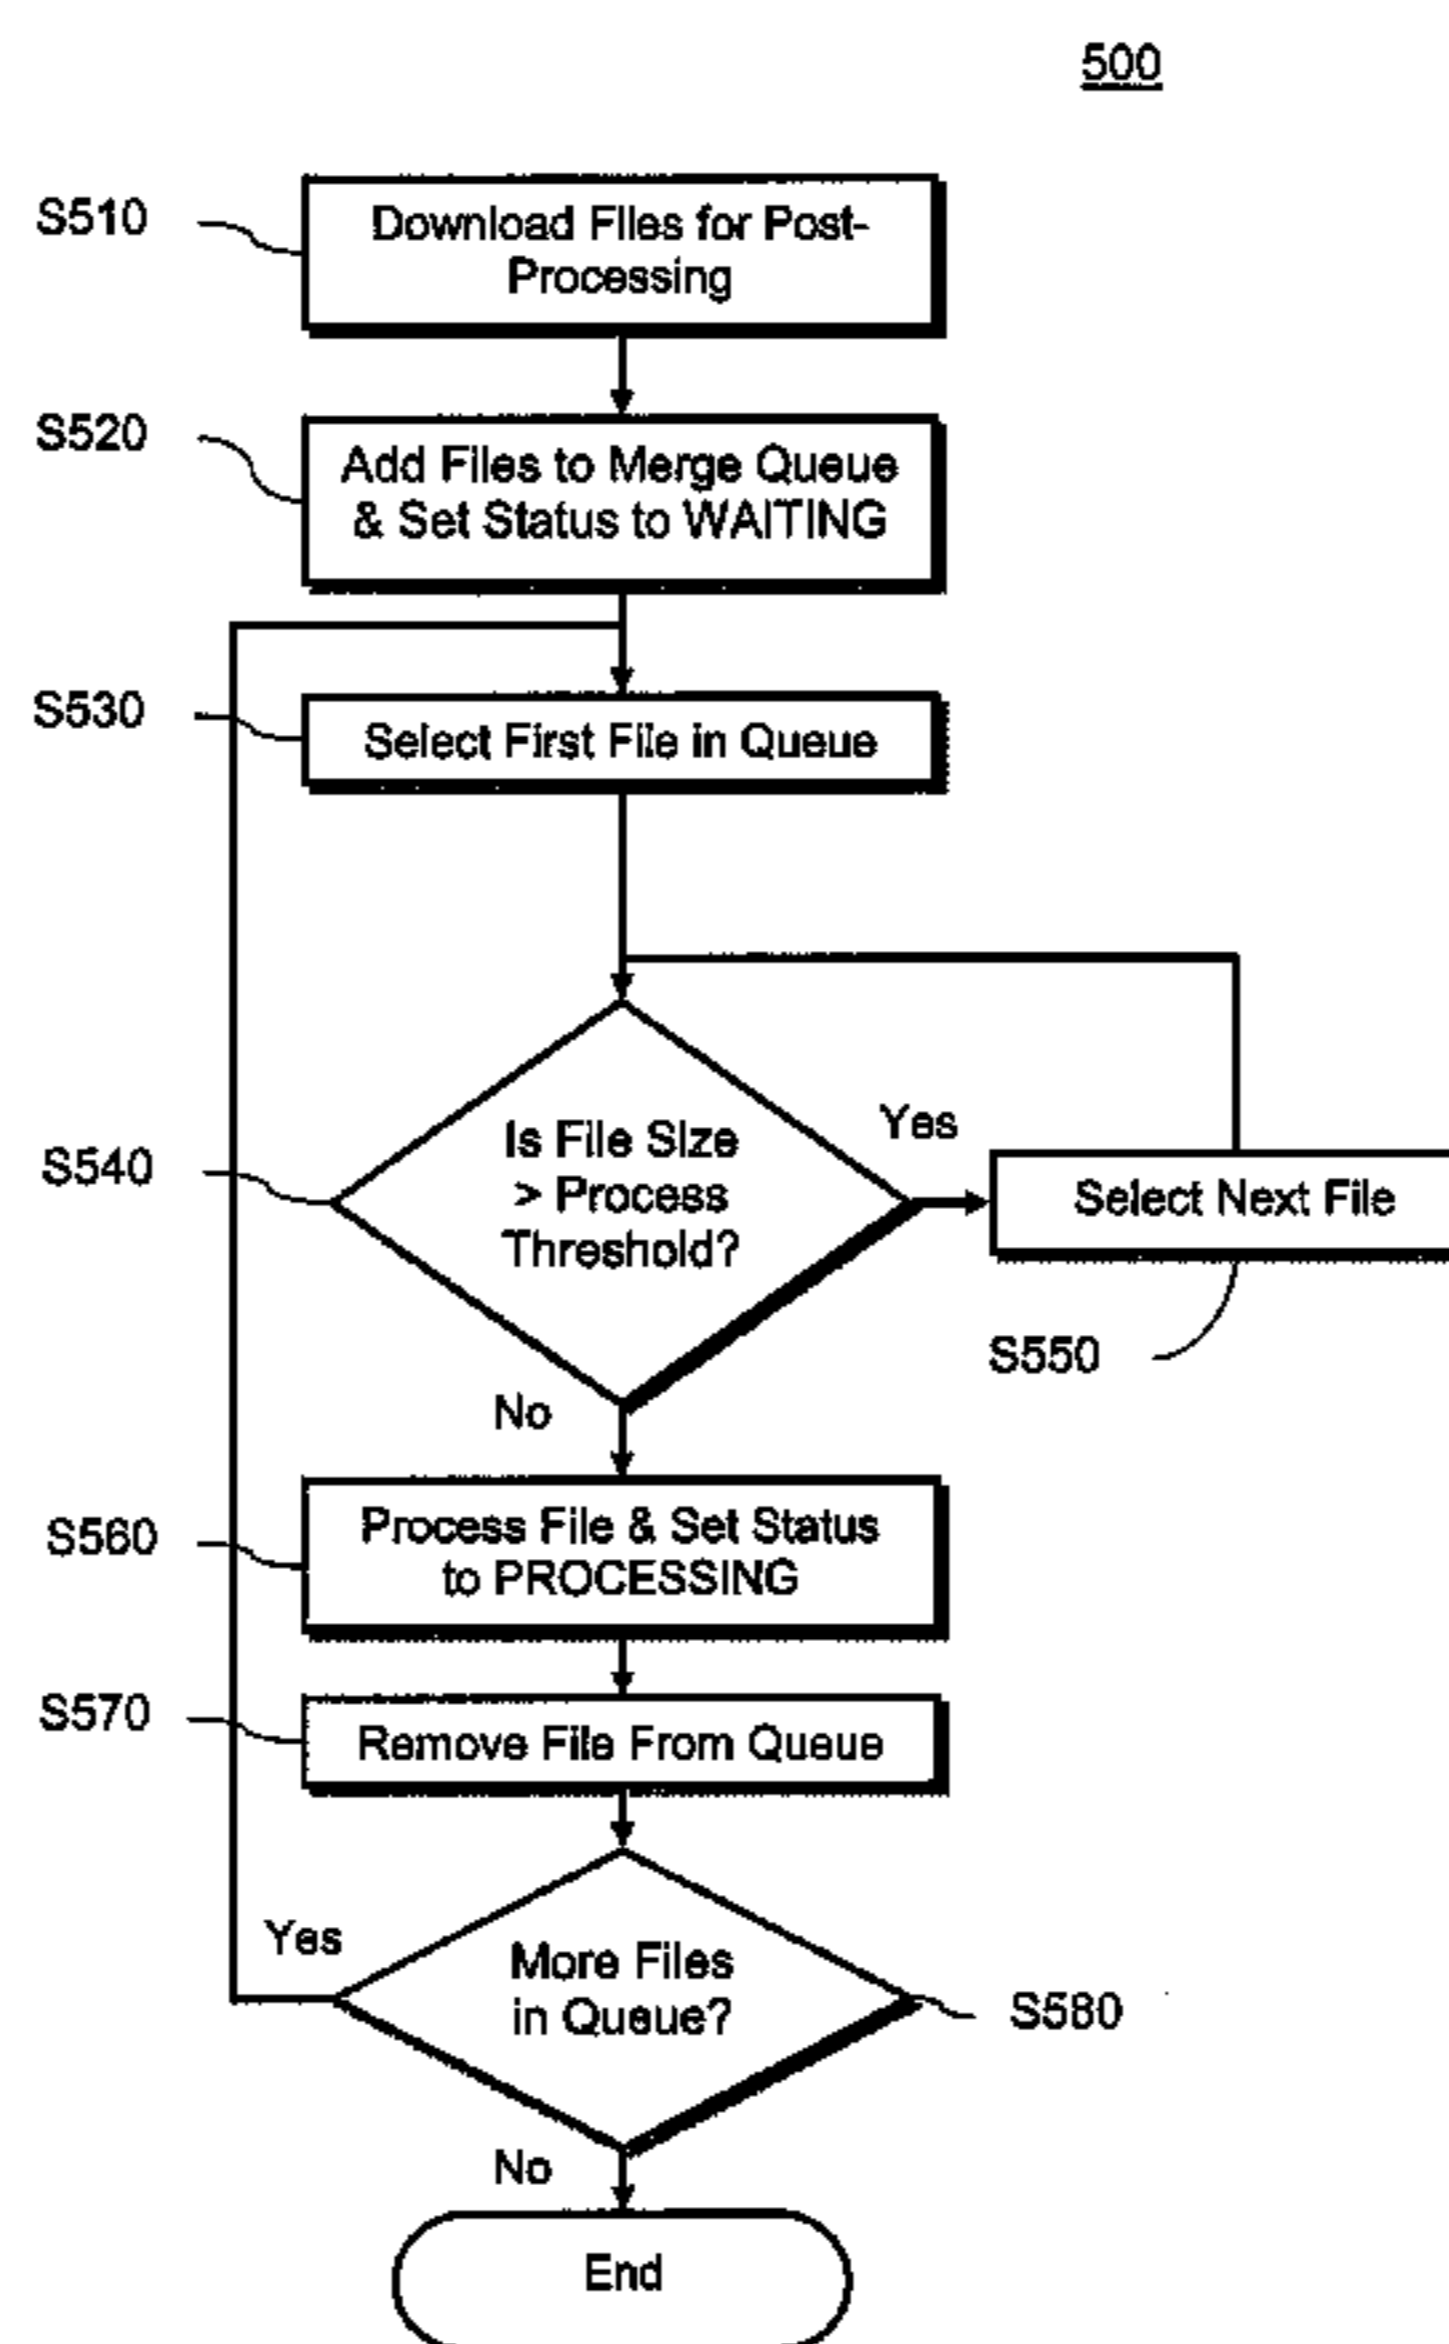 500
S510
Download Files for Post-
Processing
S520
Add Files to Merge Queue
& Set Status to WAITING
S530
Select First File in Queue
S540
Is File Size
> Process
Threshold?
Yes
Select Next File
S550
No
S560
Process File & Set Status
to PROCESSING
S570
Remove File From Queue
Yes
More Files
in Queue?
S580
No
End